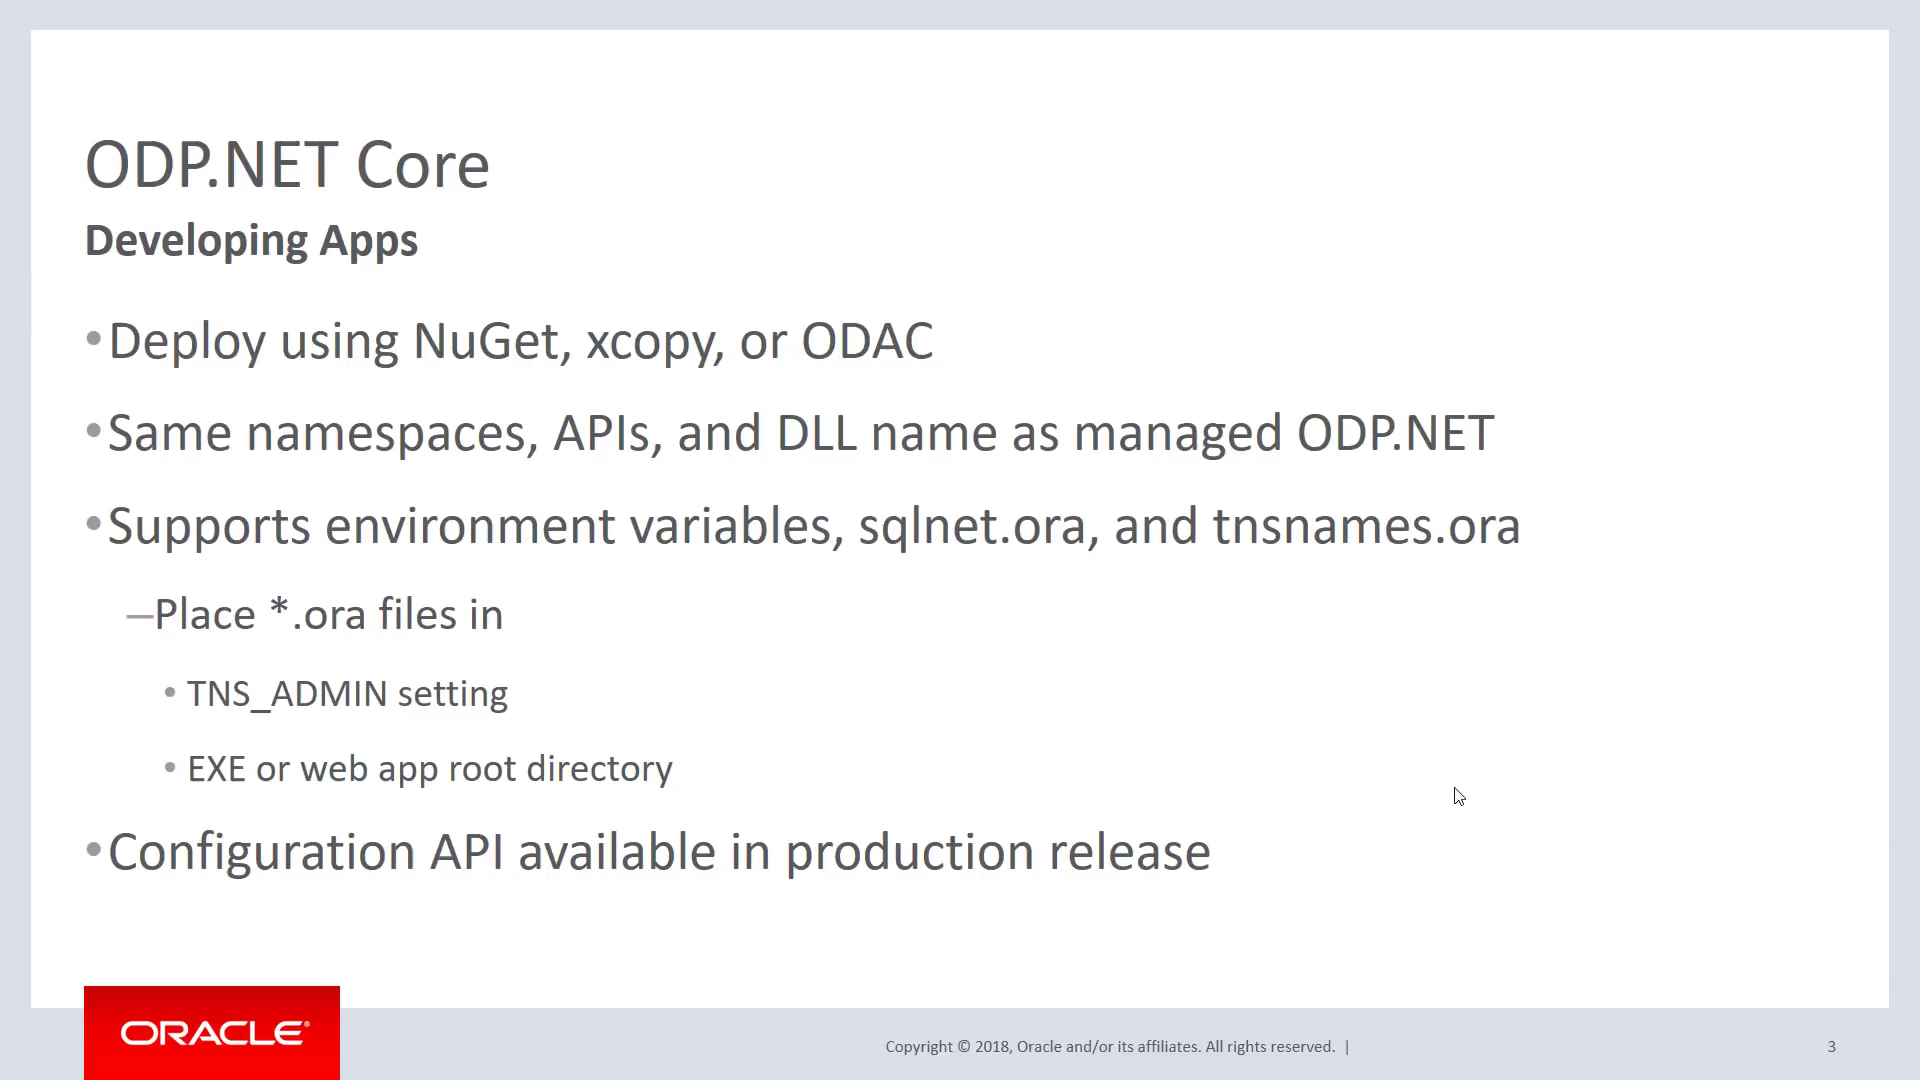 ODP.NET Core
Developing Apps
•Deploy using NuGet, xcopy, or ODAC
•Same namespaces, APIs, and DLL name as managed ODP.NET
•Supports environment variables, sqlnet.ora, and tnsnames.ora
–Place *.ora files in
• TNS_ADMIN setting
• EXE or web app root directory
•Configuration API available in production release
ORACLE®
Copyright © 2018, Oracle and/or its affiliates. All rights reserved. |
3